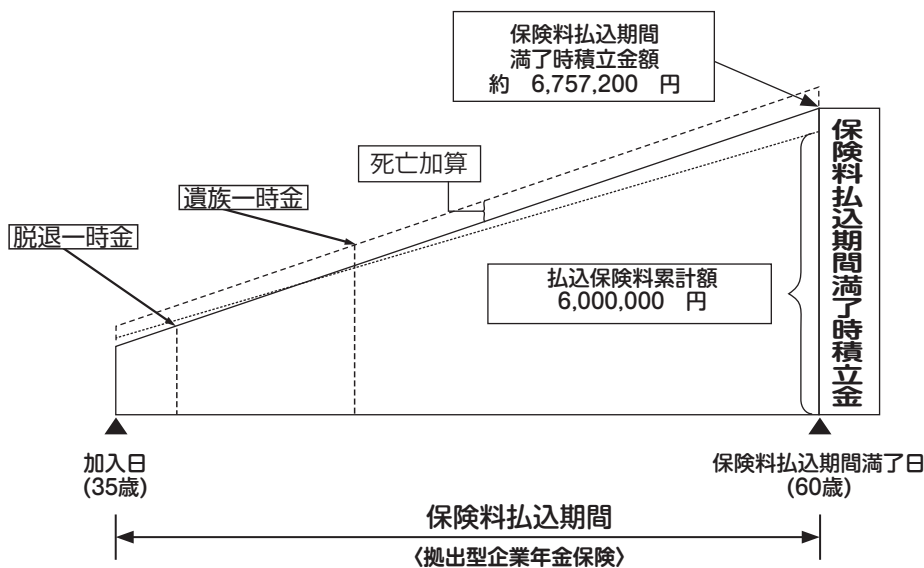 保険料払込期間
満了時積立金額
約 6,757,200 円
死亡加算
遺族一時金
脱退一時金
払込保険料累計額
6,000,000 円
保険料払込期間満了時積立金
加入日
(35歳)
保険料払込期間満了日
(60歳)
保険料払込期間
〈拠出型企業年金保険〉